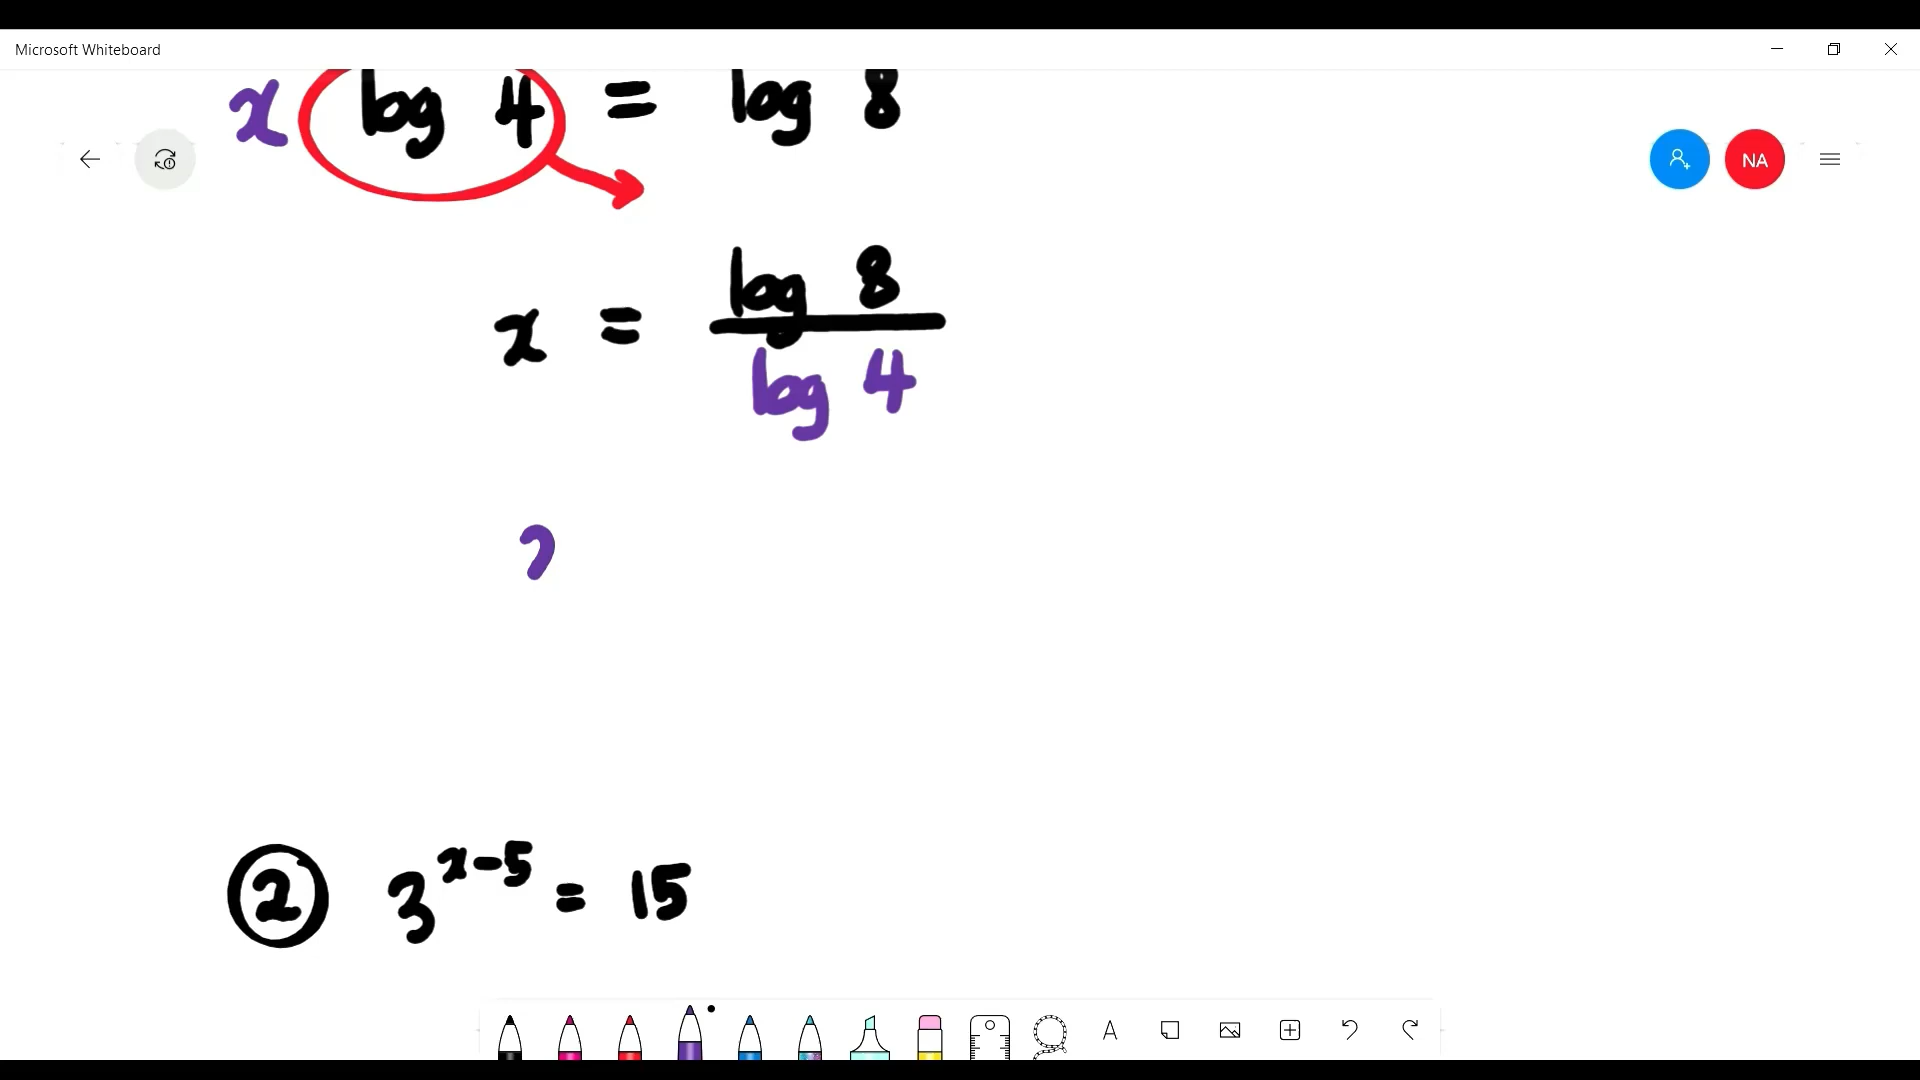 Microsoft Whiteboard
x log 4 = log 8
NA
x = log 8 / log 4
② 3^{x-5} = 15
A